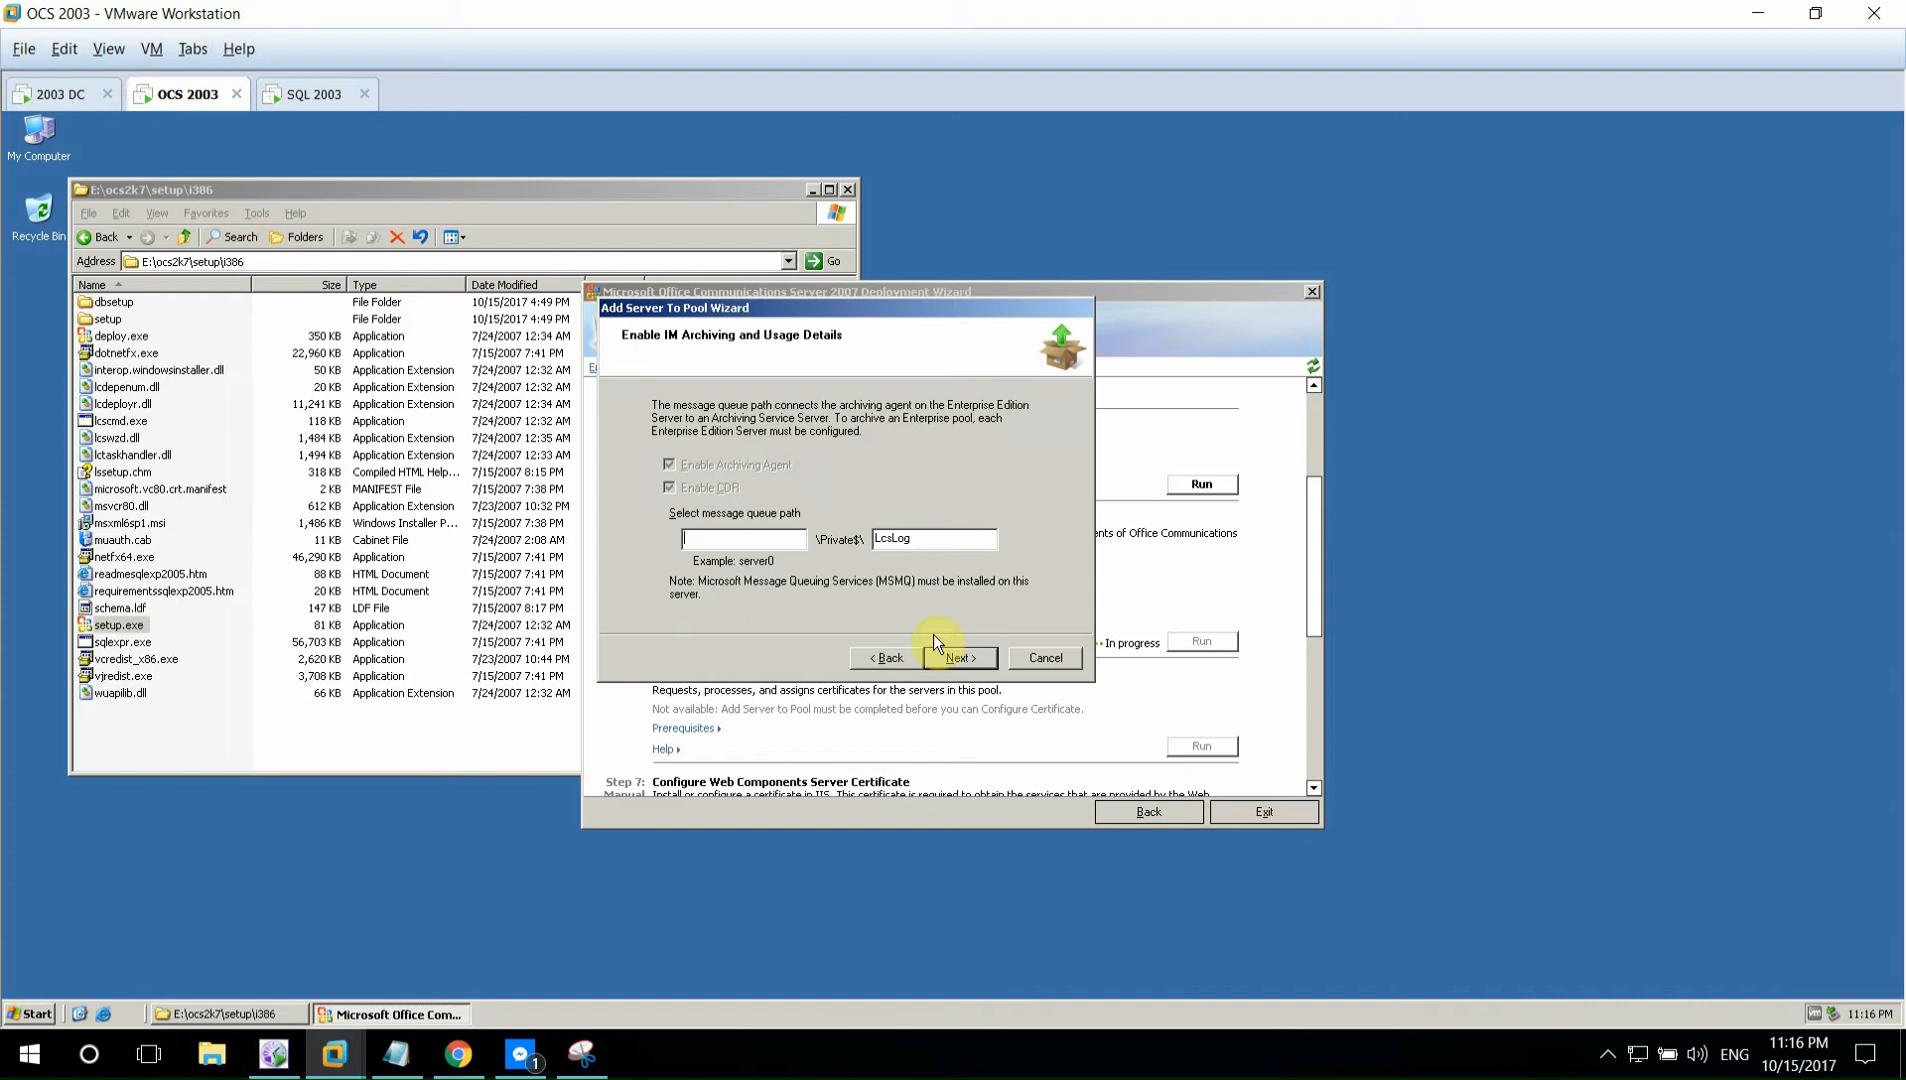 OCS 2003 - VMware Workstation
File Edit View VM Tabs Help
2003 DC OCS 2003 SQL 2003
My Computer
Recycle Bin
E:\ocs2k7\setup\i386
File Edit View Favorites Tools Help
Back Search Folders
Address E:\ocs2k7\setup\i386 Go
Name Size Type Date Modified
dbsetup File Folder 10/15/2017 4:49 PM
setup File Folder 10/15/2017 4:49 PM
deploy.exe 350 KB Application 7/24/2007 12:34 AM
dotnetfx.exe 22,960 KB Application 7/15/2007 7:41 PM
interop.windowsinstaller.dll 50 KB Application Extension 7/24/2007 12:32 AM
lcdepenum.dll 20 KB Application Extension 7/24/2007 12:32 AM
lcdeployr.dll 11,241 KB Application Extension 7/24/2007 12:34 AM
lcscmd.exe 118 KB Application 7/24/2007 12:32 AM
lcswzd.dll 1,484 KB Application Extension 7/24/2007 12:35 AM
lctaskhandler.dll 1,494 KB Application Extension 7/24/2007 12:33 AM
lssetup.chm 318 KB Compiled HTML Help... 7/15/2007 8:15 PM
microsoft.vc80.crt.manifest 2 KB MANIFEST File 7/15/2007 7:38 PM
msvcr80.dll 612 KB Application Extension 7/23/2007 10:32 PM
msxml6sp1.msi 1,486 KB Windows Installer P... 7/15/2007 7:38 PM
muauth.cab 11 KB Cabinet File 7/24/2007 2:08 AM
netfx64.exe 46,290 KB Application 7/15/2007 7:41 PM
readmesqlexp2005.htm 88 KB HTML Document 7/15/2007 7:41 PM
requirementssqlexp2005.htm 20 KB HTML Document 7/15/2007 7:41 PM
schema.ldf 147 KB LDF File 7/15/2007 8:17 PM
setup.exe 81 KB Application 7/24/2007 12:32 AM
sqlexpr.exe 56,703 KB Application 7/15/2007 7:41 PM
vcredist_x86.exe 2,620 KB Application 7/23/2007 10:44 PM
vjredist.exe 3,708 KB Application 7/15/2007 7:41 PM
wuapilib.dll 66 KB Application Extension 7/24/2007 12:32 AM
Microsoft Office Communications Server 2007 Deployment Wizard
Add Server To Pool Wizard
Enable IM Archiving and Usage Details
The message queue path connects the archiving agent on the Enterprise Edition
Server to an Archiving Service Server. To archive an Enterprise pool, each
Enterprise Edition Server must be configured.
Enable Archiving Agent
Enable CDR
Select message queue path
\Private$\ LcsLog
Example: server0
Note: Microsoft Message Queuing Services (MSMQ) must be installed on this
server.
< Back Next > Cancel
Run
ents of Office Communications
In progress Run
Requests, processes, and assigns certificates for the servers in this pool.
Not available: Add Server to Pool must be completed before you can Configure Certificate.
Prerequisites
Help Run
Step 7: Configure Web Components Server Certificate
Manual Install or configure a certificate in IIS. This certificate is required to obtain the services that are provided by the Web
Back Exit
Start E:\ocs2k7\setup\i386 Microsoft Office Com... 11:16 PM
1 ENG 11:16 PM
10/15/2017